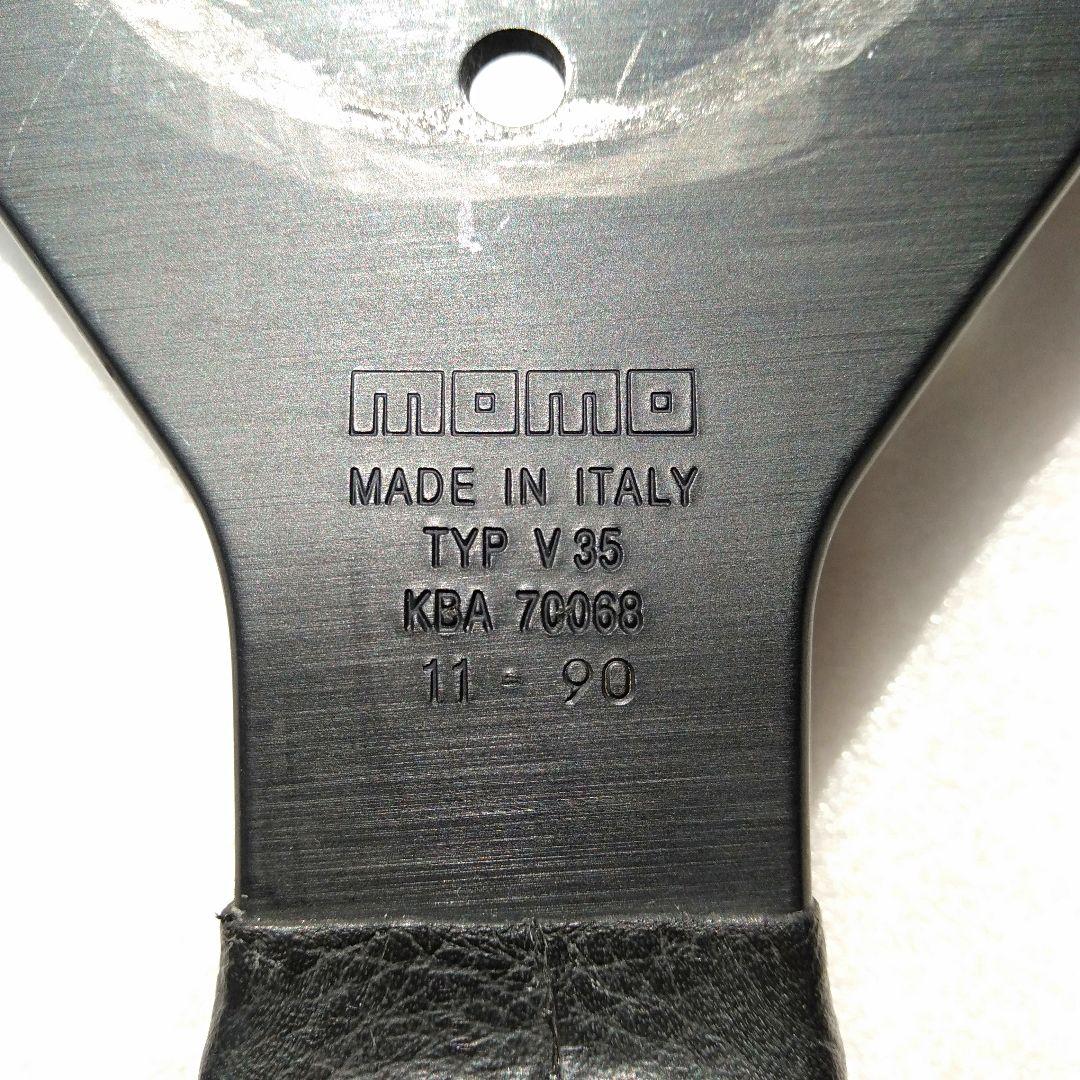 momo
MADE IN ITALY
TYP V 35
KBA 70068
11 - 90